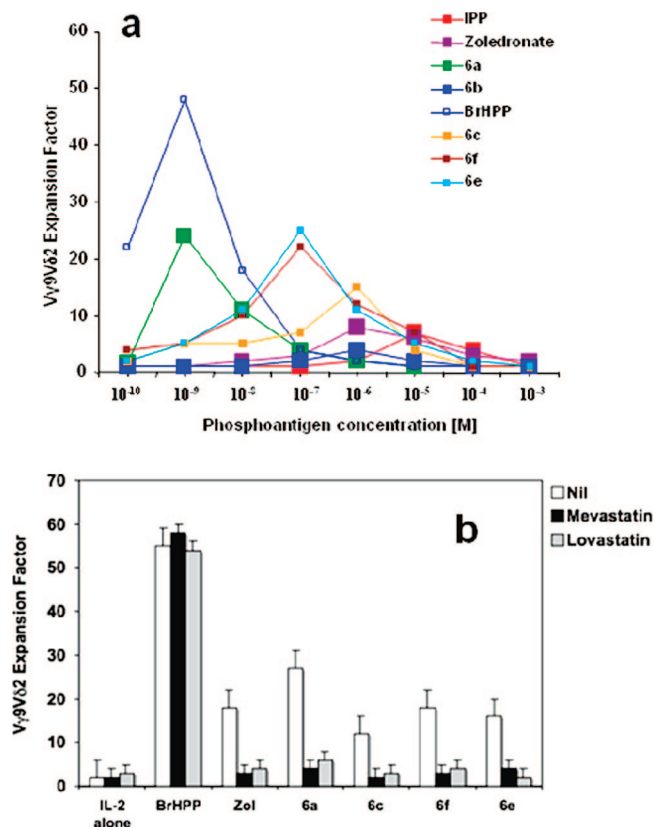 a
60
50
40
30
20
10
0
Vγ9Vδ2 Expansion Factor
IPP
Zoledronate
6a
6b
BrHPP
6c
6f
6e
10⁻¹⁰ 10⁻⁹ 10⁻⁸ 10⁻⁷ 10⁻⁶ 10⁻⁵ 10⁻⁴ 10⁻³
Phosphoantigen concentration [M]
b
70
60
50
40
30
20
10
0
Vγ9Vδ2 Expansion Factor
Nil
Mevastatin
Lovastatin
IL-2 BrHPP Zol 6a 6c 6f 6e
alone